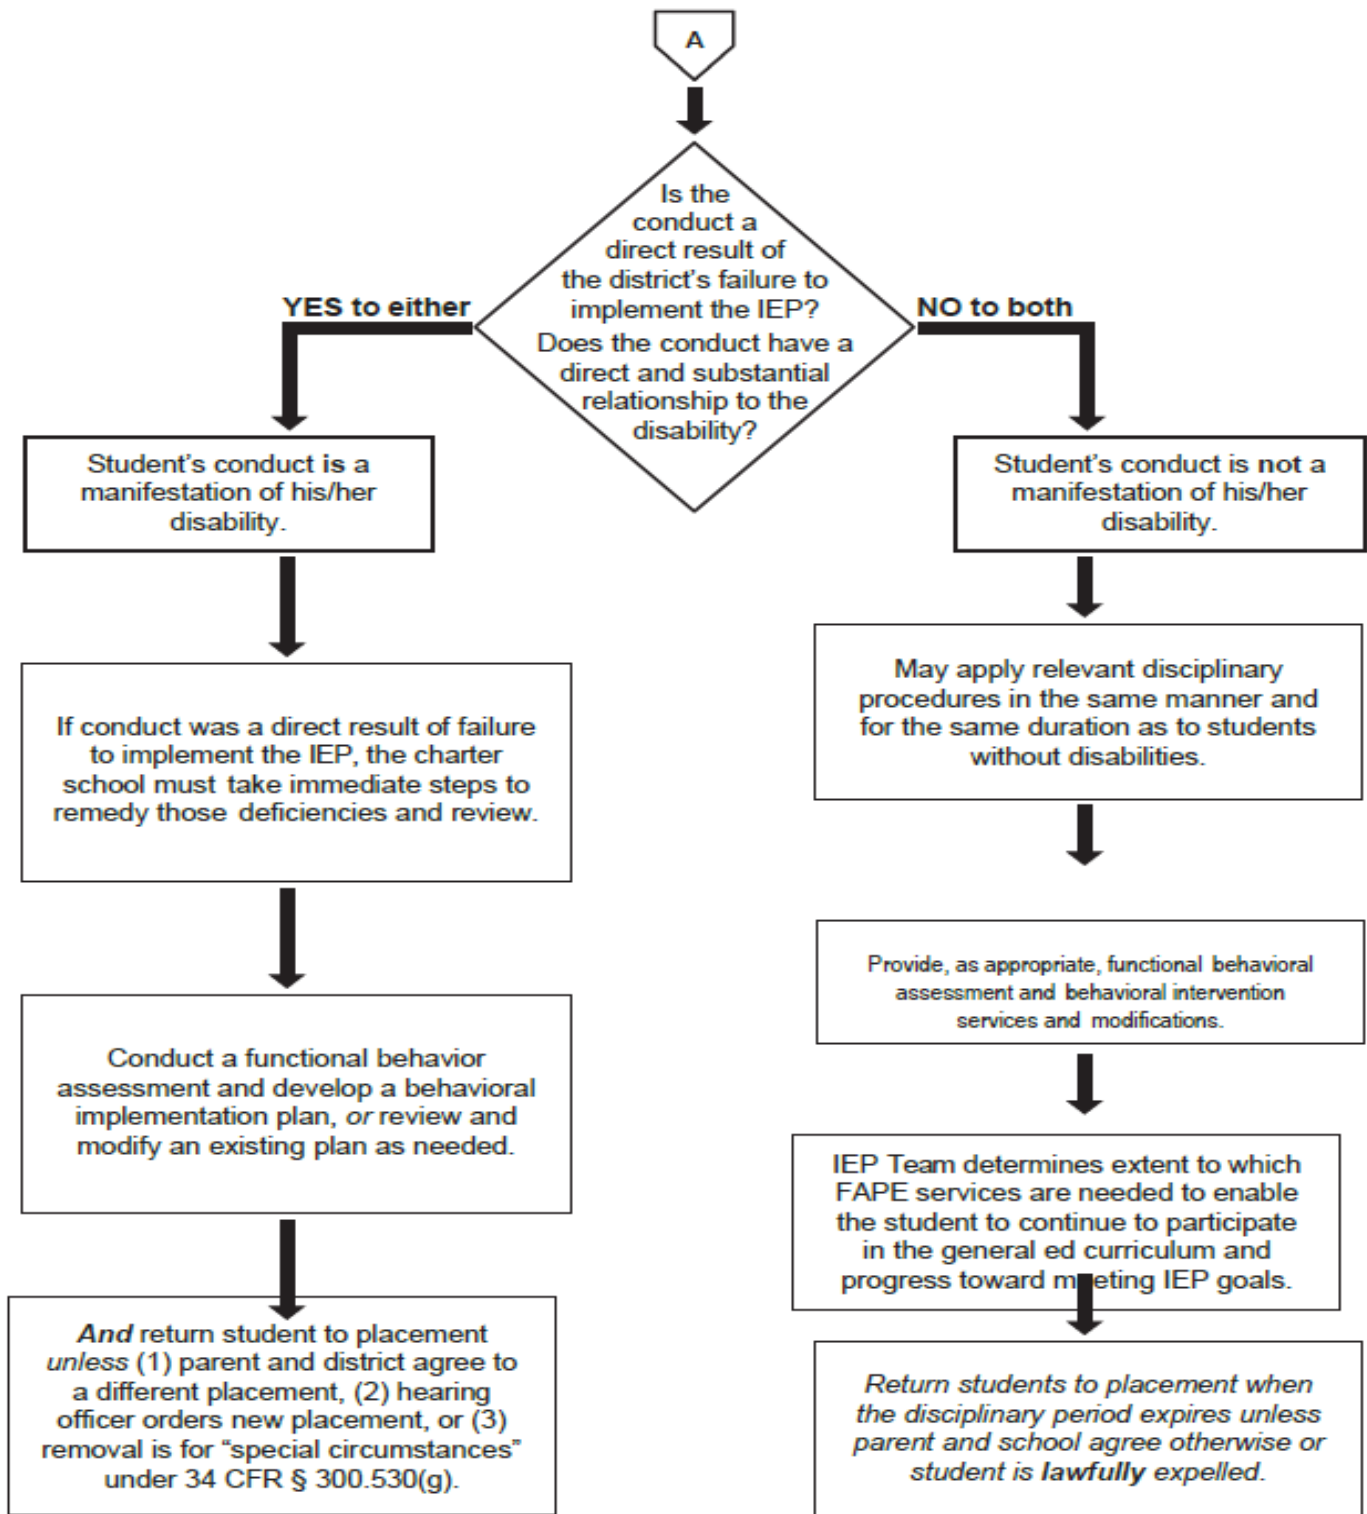 A
Is the
conduct a
direct result of
the district's failure to
implement the IEP?
Does the conduct have a
direct and substantial
relationship to the
disability?
YES to either
NO to both
Student's conduct is a
manifestation of his/her
disability.
If conduct was a direct result of failure
to implement the IEP, the charter
school must take immediate steps to
remedy those deficiencies and review.
Conduct a functional behavior
assessment and develop a behavioral
implementation plan, or review and
modify an existing plan as needed.
And return student to placement
unless (1) parent and district agree to
a different placement, (2) hearing
officer orders new placement, or (3)
removal is for “special circumstances”
under 34 CFR § 300.530(g).
Student's conduct is not a
manifestation of his/her
disability.
May apply relevant disciplinary
procedures in the same manner and
for the same duration as to students
without disabilities.
Provide, as appropriate, functional behavioral
assessment and behavioral intervention
services and modifications.
IEP Team determines extent to which
FAPE services are needed to enable
the student to continue to participate
in the general ed curriculum and
progress toward meeting IEP goals.
Return students to placement when
the disciplinary period expires unless
parent and school agree otherwise or
student is lawfully expelled.